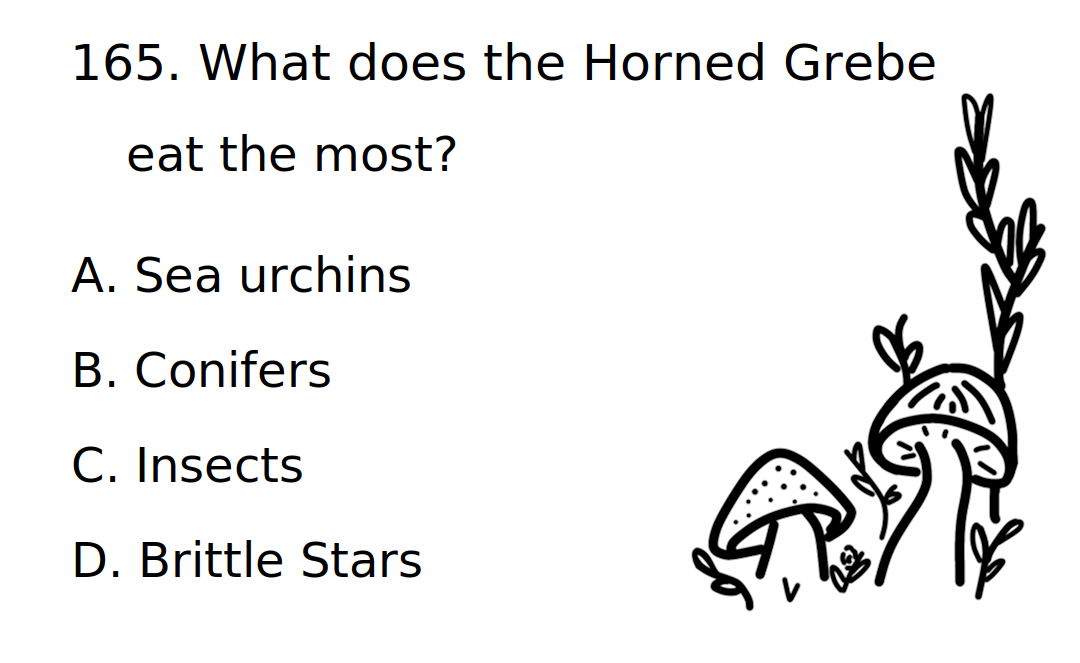 165. What does the Horned Grebe
eat the most?
A. Sea urchins
B. Conifers
C. Insects
D. Brittle Stars